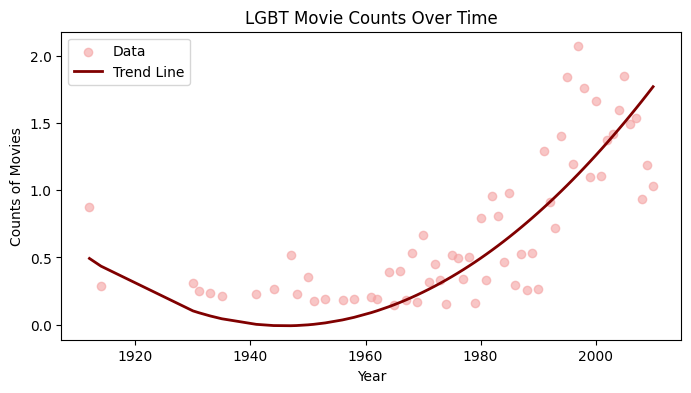 LGBT Movie Counts Over Time
Data
Trend Line
Counts of Movies
2.0
1.5
1.0
0.5
0.0
1920 1940 1960 1980 2000
Year